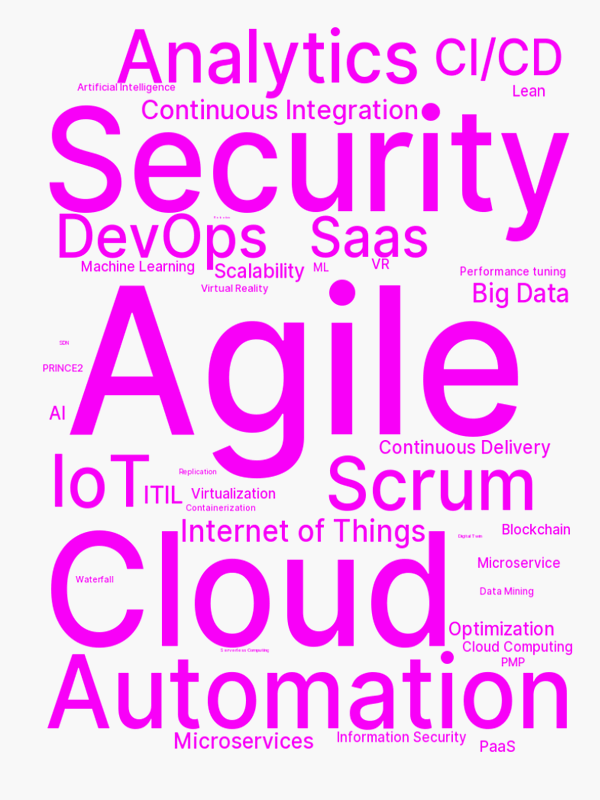 Analytics
CI/CD
Artificial Intelligence
Lean
Continuous Integration
Security
DevOps
Saas
Machine Learning
Scalability
ML
VR
Performance tuning
Virtual Reality
Big Data
Agile
SDN
PRINCE2
AI
Continuous Delivery
IoT
Scrum
Replication
ITIL
Virtualization
Containerization
Internet of Things
Blockchain
Digital Twin
Cloud
Microservice
Waterfall
Data Mining
Optimization
Cloud Computing
PMP
Automation
Microservices
Information Security
PaaS